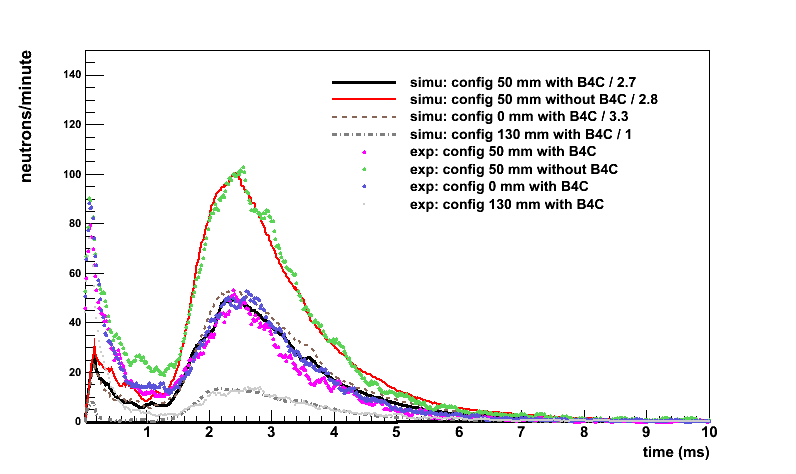 neutrons/minute
140
120
100
80
60
40
20
0
simu: config 50 mm with B4C / 2.7
simu: config 50 mm without B4C / 2.8
simu: config 0 mm with B4C / 3.3
simu: config 130 mm with B4C / 1
exp: config 50 mm with B4C
exp: config 50 mm without B4C
exp: config 0 mm with B4C
exp: config 130 mm with B4C
1 2 3 4 5 6 7 8 9 10
time (ms)